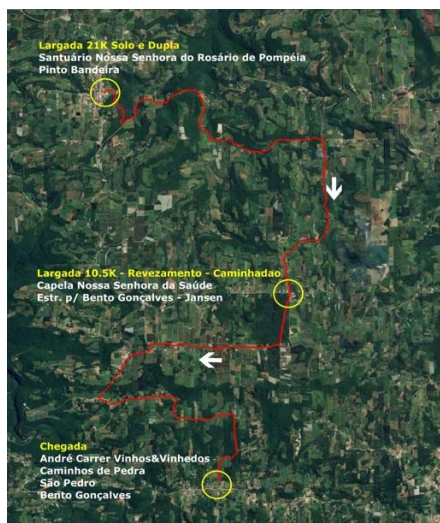 Largada 21K Solo e Dupla
Santuário Nossa Senhora do Rosário de Pompéia
Pinto Bandeira
Largada 10.5K - Revezamento - Caminhadao
Capela Nossa Senhora da Saúde
Estr. p/ Bento Gonçalves - Jansen
Chegada
André Carrer Vinhos&Vinhedos
Caminhos de Pedra
São Pedro
Bento Gonçalves